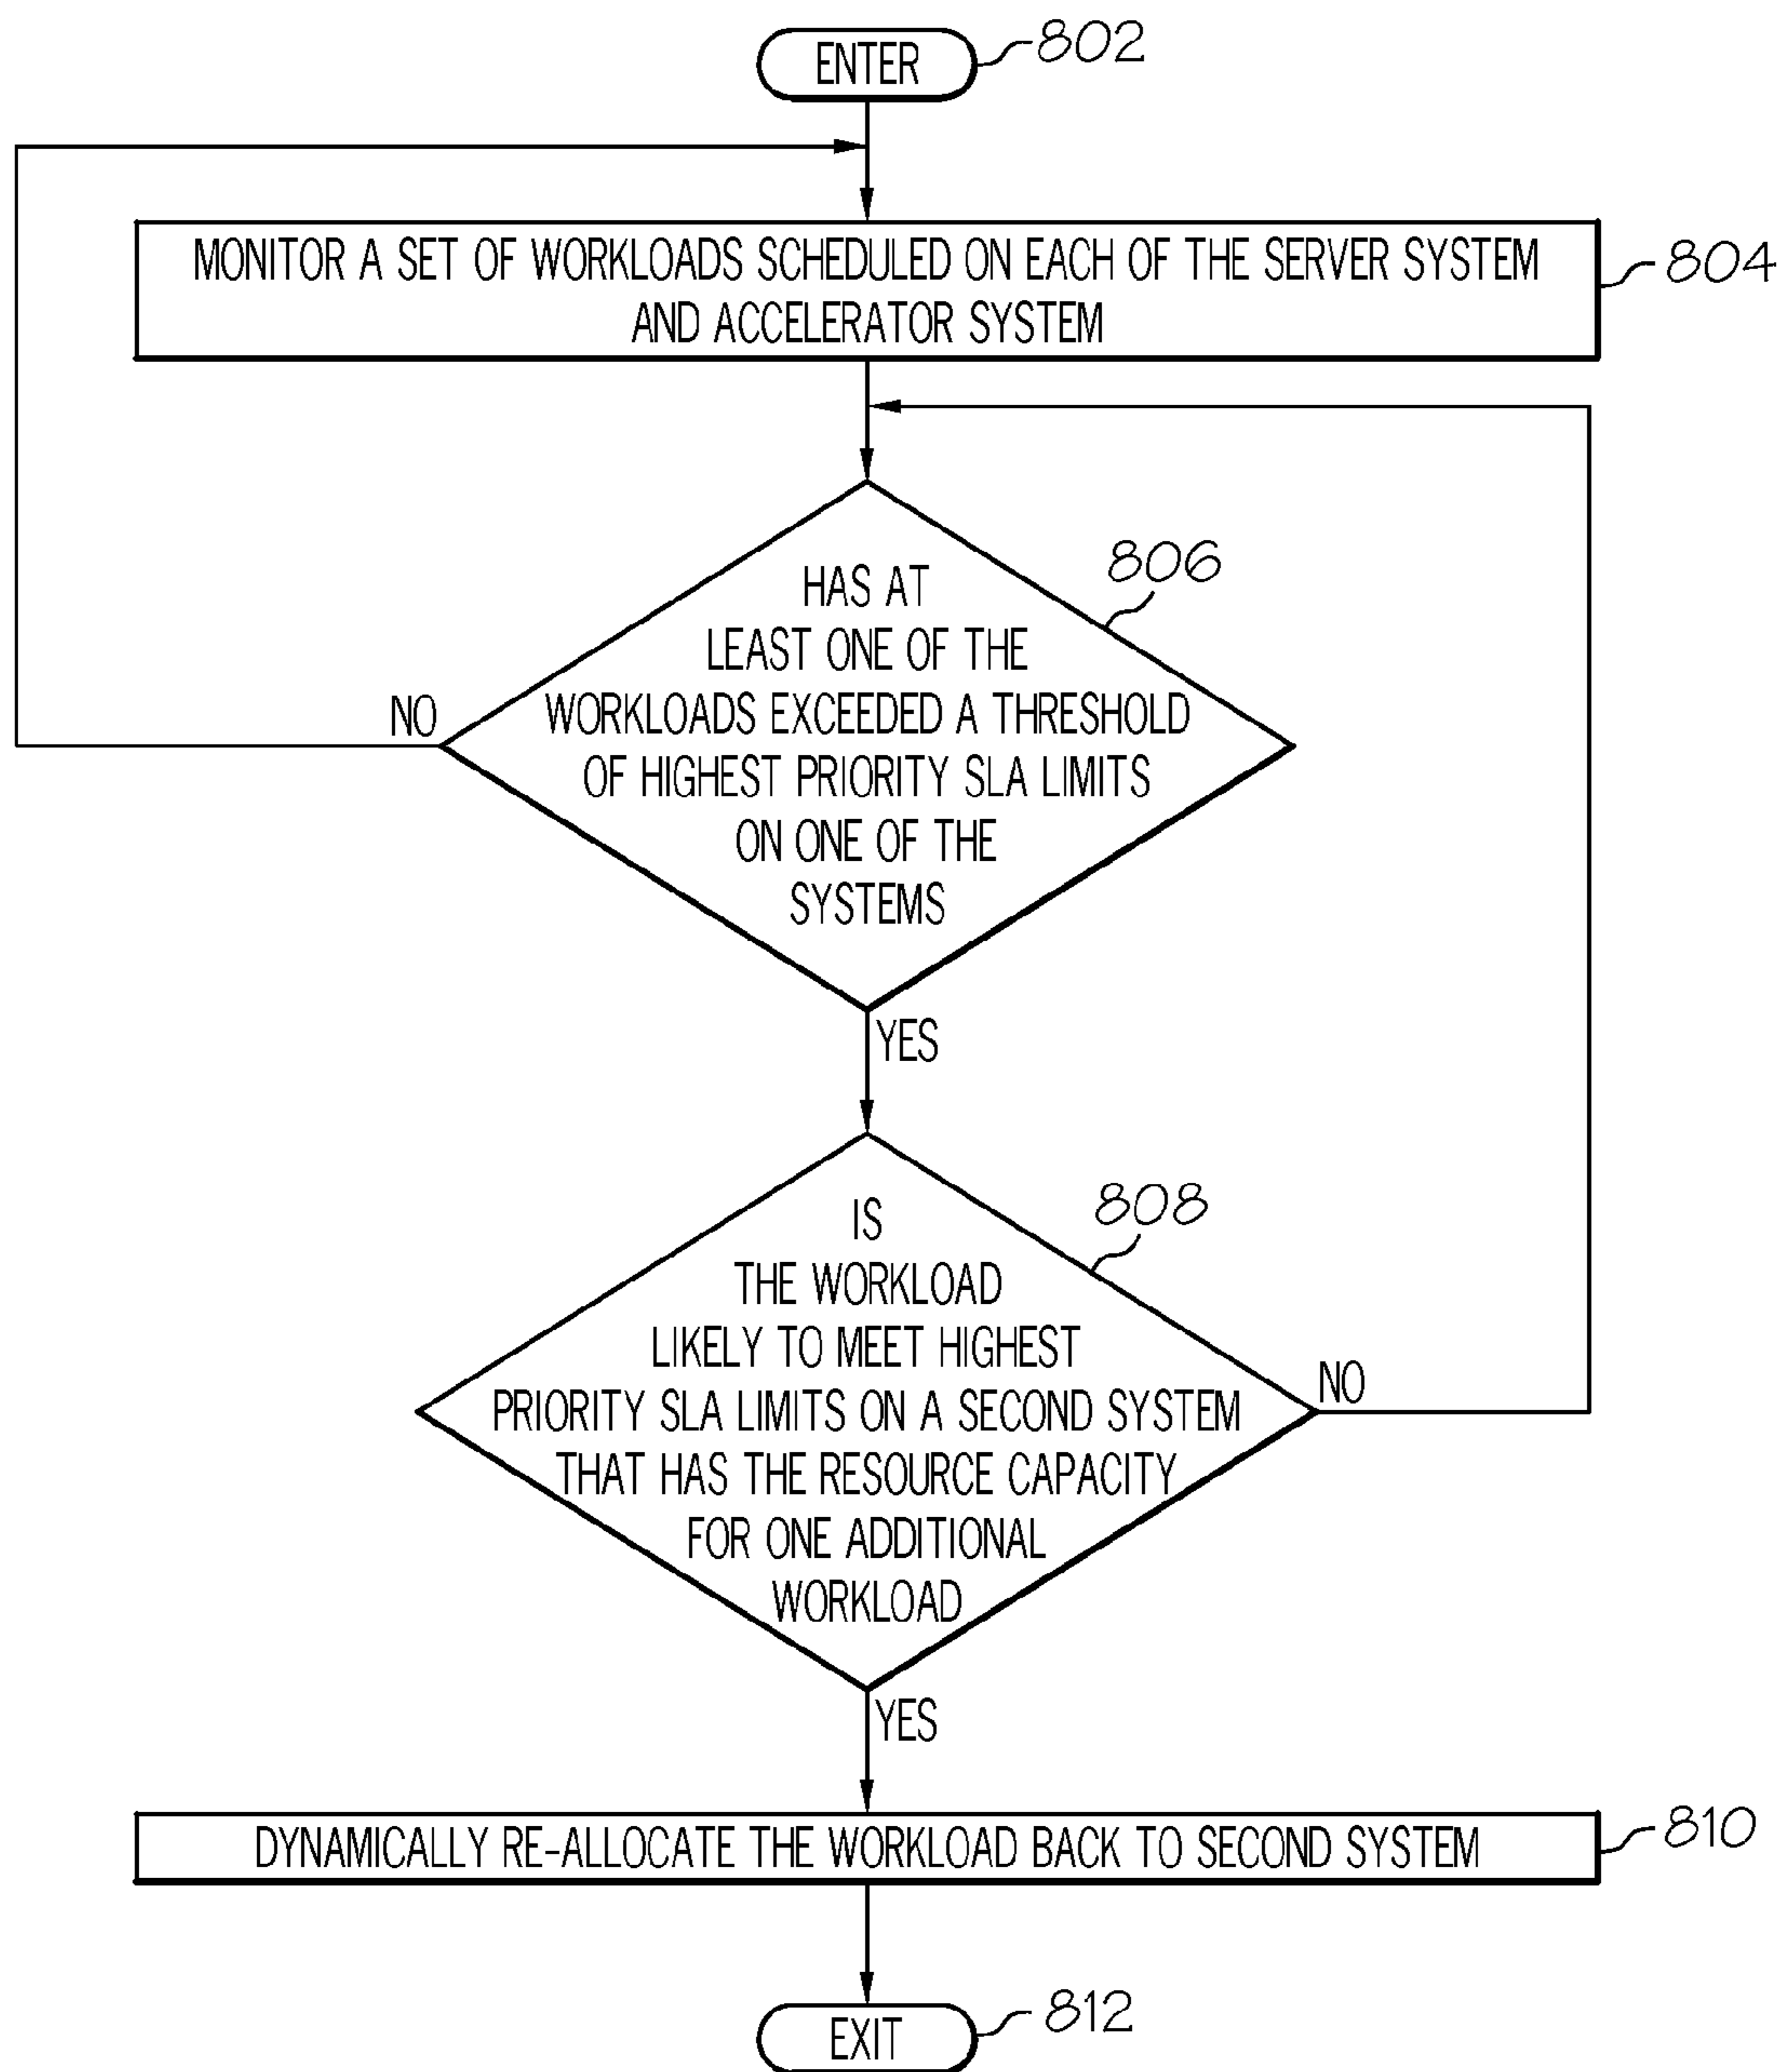 ENTER
802
MONITOR A SET OF WORKLOADS SCHEDULED ON EACH OF THE SERVER SYSTEM
AND ACCELERATOR SYSTEM
804
HAS AT
LEAST ONE OF THE
WORKLOADS EXCEEDED A THRESHOLD
OF HIGHEST PRIORITY SLA LIMITS
ON ONE OF THE
SYSTEMS
806
NO
YES
IS
THE WORKLOAD
LIKELY TO MEET HIGHEST
PRIORITY SLA LIMITS ON A SECOND SYSTEM
THAT HAS THE RESOURCE CAPACITY
FOR ONE ADDITIONAL
WORKLOAD
808
NO
YES
DYNAMICALLY RE-ALLOCATE THE WORKLOAD BACK TO SECOND SYSTEM
810
EXIT
812